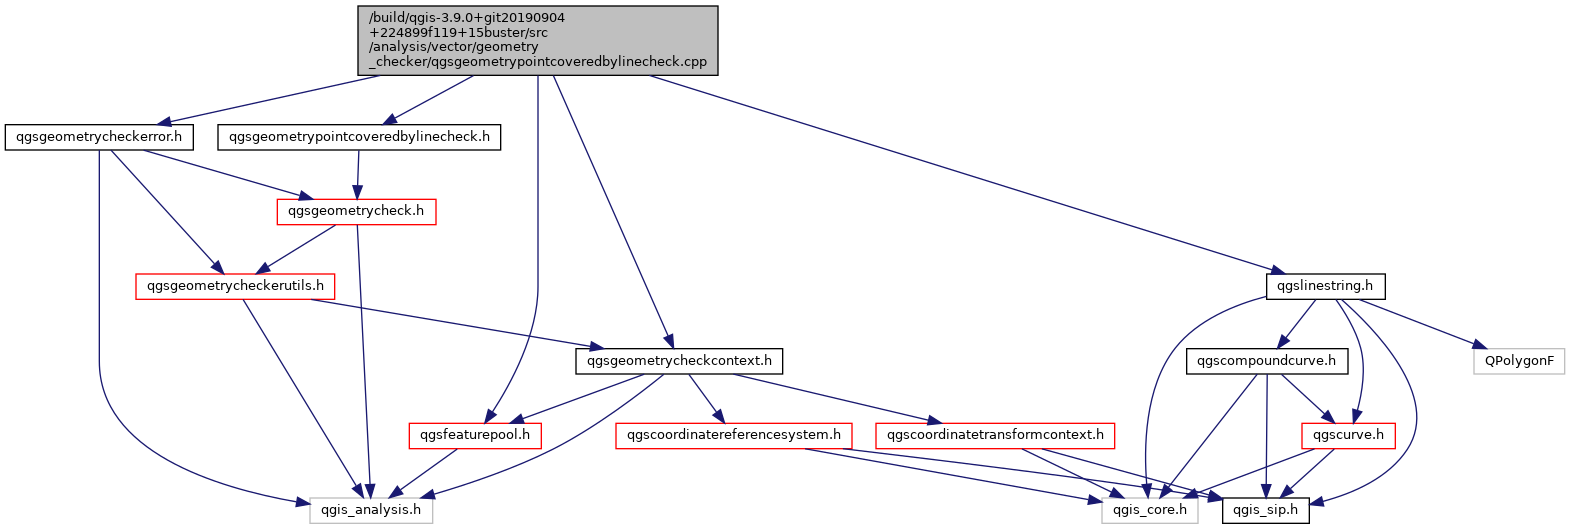 /build/qgis-3.9.0+git20190904
+224899f119+15buster/src
/analysis/vector/geometry
_checker/qgsgeometrypointcoveredbylinecheck.cpp
qgsgeometrycheckerror.h
qgsgeometrypointcoveredbylinecheck.h
qgsgeometrycheck.h
qgsgeometrycheckerutils.h
qgslinestring.h
qgsgeometrycheckcontext.h
qgscompoundcurve.h
QPolygonF
qgsfeaturepool.h
qgscoordinatereferencesystem.h
qgscoordinatetransformcontext.h
qgscurve.h
qgis_analysis.h
qgis_core.h
qgis_sip.h